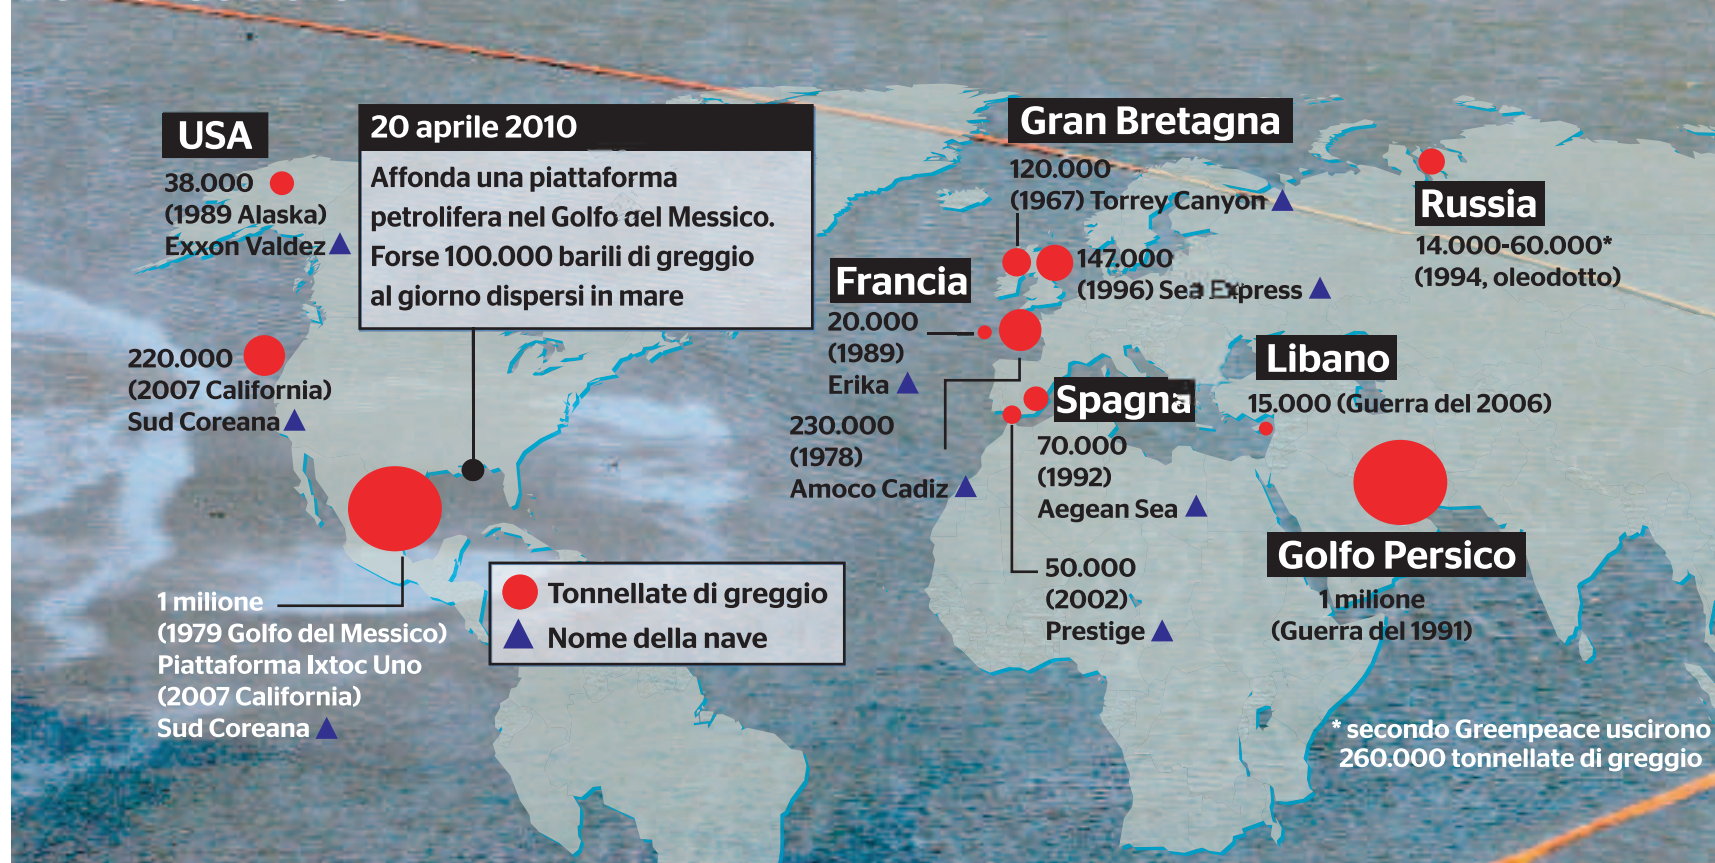 USA
38.000
(1989 Alaska)
Exxon Valdez
220.000
(2007 California)
Sud Coreana
20 aprile 2010
Affonda una piattaforma
petrolifera nel Golfo del Messico.
Forse 100.000 barili di greggio
al giorno dispersi in mare
1 milione
(1979 Golfo del Messico)
Piattaforma Ixtoc Uno
(2007 California)
Sud Coreana
Tonnellate di greggio
Nome della nave
Gran Bretagna
120.000
(1967) Torrey Canyon
147.000
(1996) Sea Express
Francia
20.000
(1989)
Erika
230.000
(1978)
Amoco Cadiz
Spagna
70.000
(1992)
Aegean Sea
50.000
(2002)
Prestige
Russia
14.000-60.000*
(1994, oleodotto)
Libano
15.000 (Guerra del 2006)
Golfo Persico
1 milione
(Guerra del 1991)
* secondo Greenpeace uscirono
260.000 tonnellate di greggio